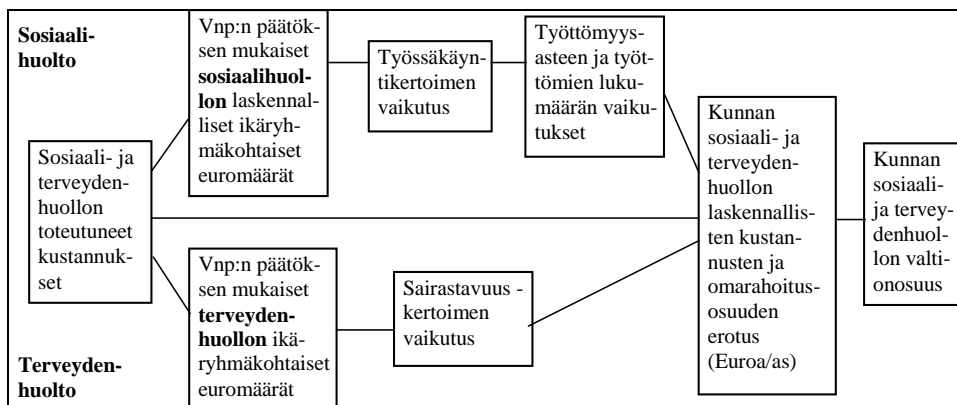 Sosiaali-
huolto
Vnp:n päätök-
sen mukaiset
sosiaalihuol-
lon laskennal-
liset ikäryh-
mäkohtaiset
euromäärät
Työssäkäyn-
tikertoimen
vaikutus
Työttömyys-
asteen ja työt-
tömien luku-
määrän vaiku-
tukset
Sosiaali- ja
terveyden-
huollon
toteutuneet
kustannuk-
set
Vnp:n päätök-
sen mukaiset
terveyden-
huollon ikä-
ryhmäkohtaiset
euromäärät
Sairastavuus -
kertoimen
vaikutus
Kunnan
sosiaali- ja
terveyden-
huollon
laskennallis-
ten kustan-
nusten ja
omarahoitus-
osuuden
erotus
(Euroa/as)
Kunnan
sosiaali-
ja tervey-
denhuol-
lon valti-
onosuus
Terveyden-
huolto